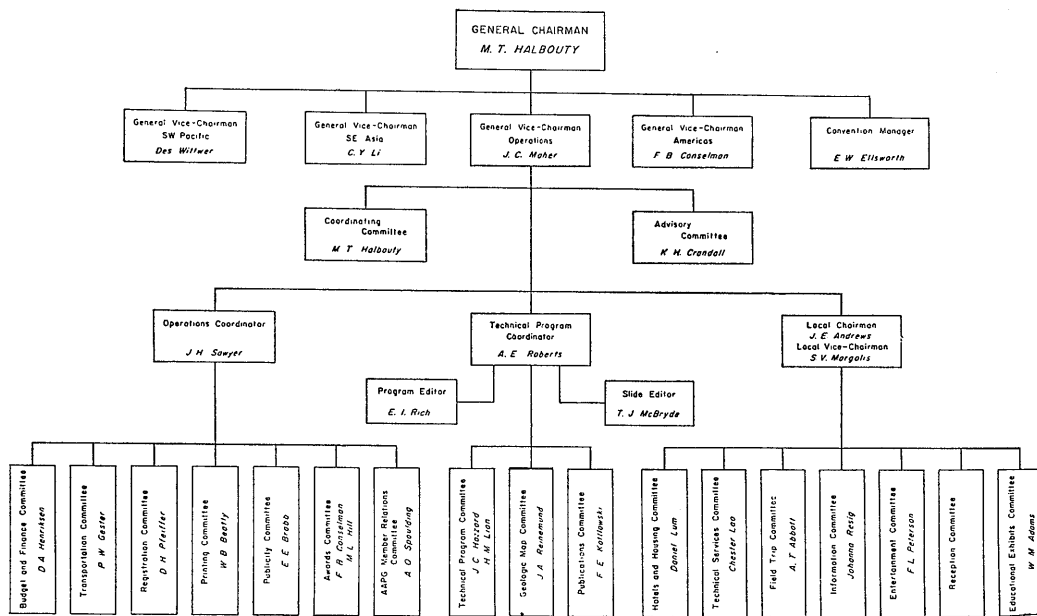 GENERAL CHAIRMAN
M. T. HALBOUTY
General Vice-Chairman
SW Pacific
Des Wittwer
General Vice-Chairman
SE Asia
C. Y Li
General Vice-Chairman
Operations
J. C. Maher
General Vice-Chairman
Americas
F B Conselman
Convention Manager
E W Ellsworth
Coordinating
Committee
M T Halbouty
Advisory
Committee
K H. Crandall
Operations Coordinator
J H Sawyer
Technical Program
Coordinator
A. E Roberts
Local Chairman
J. E Andrews
Local Vice-Chairman
S V. Margolis
Program Editor
E. I. Rich
Slide Editor
T. J McBryde
Budget and Finance Committee
D A Henriksen
Transportation Committee
P W Gester
Registration Committee
D H Pfeiffer
Printing Committee
W B Beatty
Publicity Committee
E E Brabb
Awards Committee
F B Conselman
M L Hill
AAPG Member Relations
Committee
A O Spaulding
Technical Program Committee
J C Hazzard
H M Lian
Geologic Map Committee
J A Reinemund
Publications Committee
F E Kottlowski
Hotels and Housing Committee
Daniel Lum
Technical Services Committee
Chester Lao
Field Trip Committee
A. T Abbott
Information Committee
Johanna Resig
Entertainment Committee
F L Peterson
Reception Committee
Educational Exhibits Committee
W M Adams